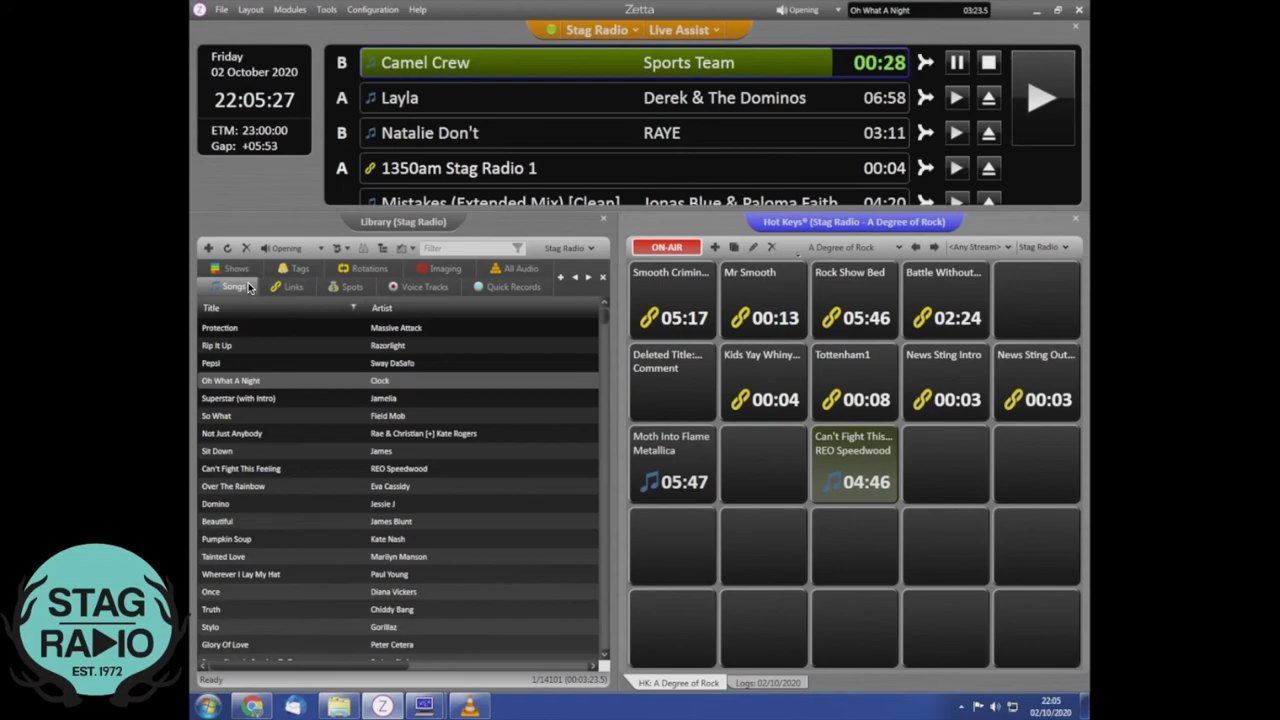 Z File Layout Modules Tools Configuration Help
Zetta
Opening
Oh What A Night 03:23.5
Stag Radio Live Assist
Friday
02 October 2020
22:05:27
ETM: 23:00:00
Gap: +05:53
B Camel Crew Sports Team 00:28
A Layla Derek & The Dominos 06:58
B Natalie Don't RAYE 03:11
A 1350am Stag Radio 1 00:04
Mistakes (Extended Mix) [Clean] Jonas Blue & Paloma Faith 04:20
Library (Stag Radio)
Opening Filter Stag Radio
Shows Tags Rotations Imaging All Audio
Songs Links Spots Voice Tracks Quick Records
Title Artist
Protection Massive Attack
Rip It Up Razorlight
Pepsi Sway DaSafo
Oh What A Night Clock
Superstar (with Intro) Jamelia
So What Field Mob
Not Just Anybody Rae & Christian [+] Kate Rogers
Sit Down James
Can't Fight This Feeling REO Speedwood
Over The Rainbow Eva Cassidy
Domino Jessie J
Beautiful James Blunt
Pumpkin Soup Kate Nash
Tainted Love Marilyn Manson
Wherever I Lay My Hat Paul Young
Once Diana Vickers
Truth Chiddy Bang
Stylo Gorillaz
Glory Of Love Peter Cetera
Ready 1/14101 (00:03:23.5)
Hot Keys® (Stag Radio - A Degree of Rock)
ON-AIR A Degree of Rock <Any Stream> Stag Radio
Smooth Crimin... Mr Smooth Rock Show Bed Battle Without...
05:17 00:13 05:46 02:24
Deleted Title:... Kids Yay Whiny... Tottenham1 News Sting Intro News Sting Out...
Comment
00:04 00:08 00:03 00:03
Moth Into Flame Can't Fight This...
Metallica REO Speedwood
05:47 04:46
HK: A Degree of Rock Logs: 02/10/2020
STAG
RADIO
EST. 1972
Z
22:05
02/10/2020